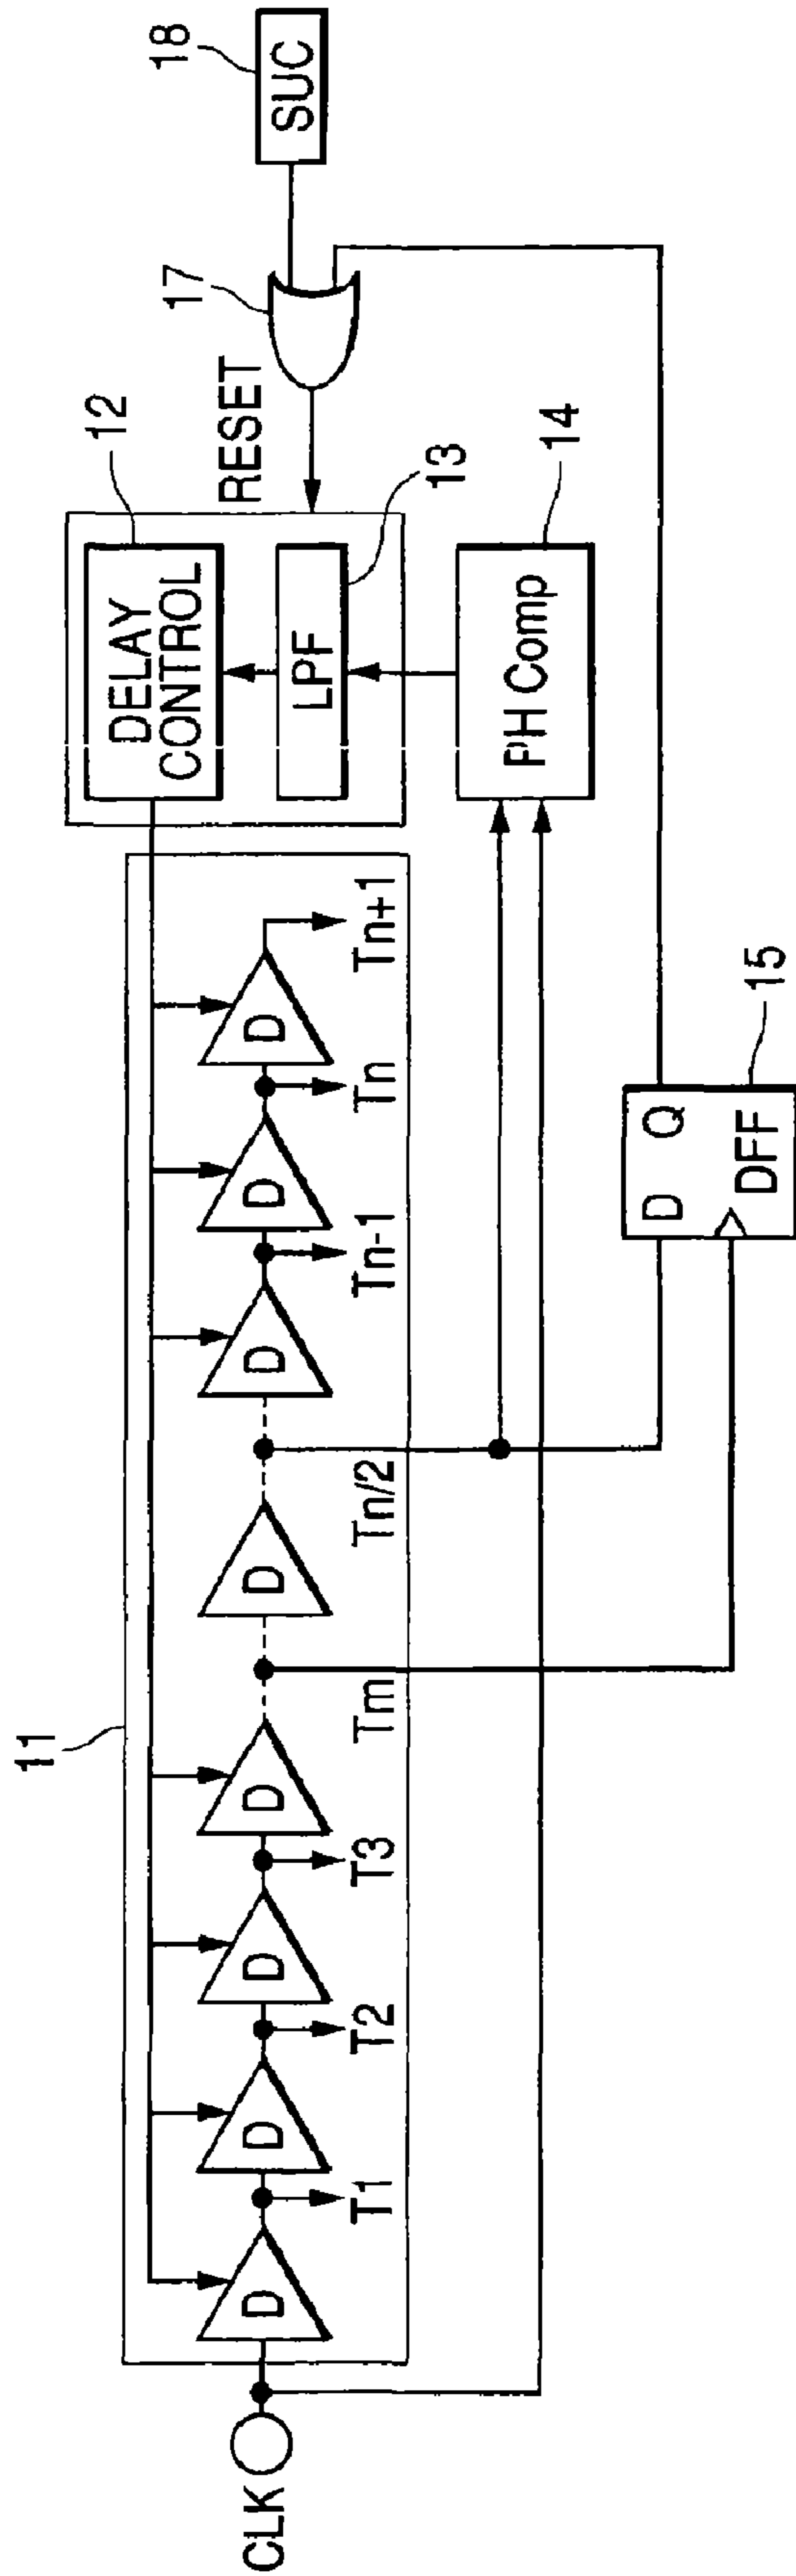 18
SUC
17
RESET
12
DELAY
CONTROL
13
LPF
14
PH Comp
11
CLK
D
D
D
D
D
D
D
D
T1
T2
T3
Tm
Tn/2
Tn-1
Tn
Tn+1
15
D
Q
DFF